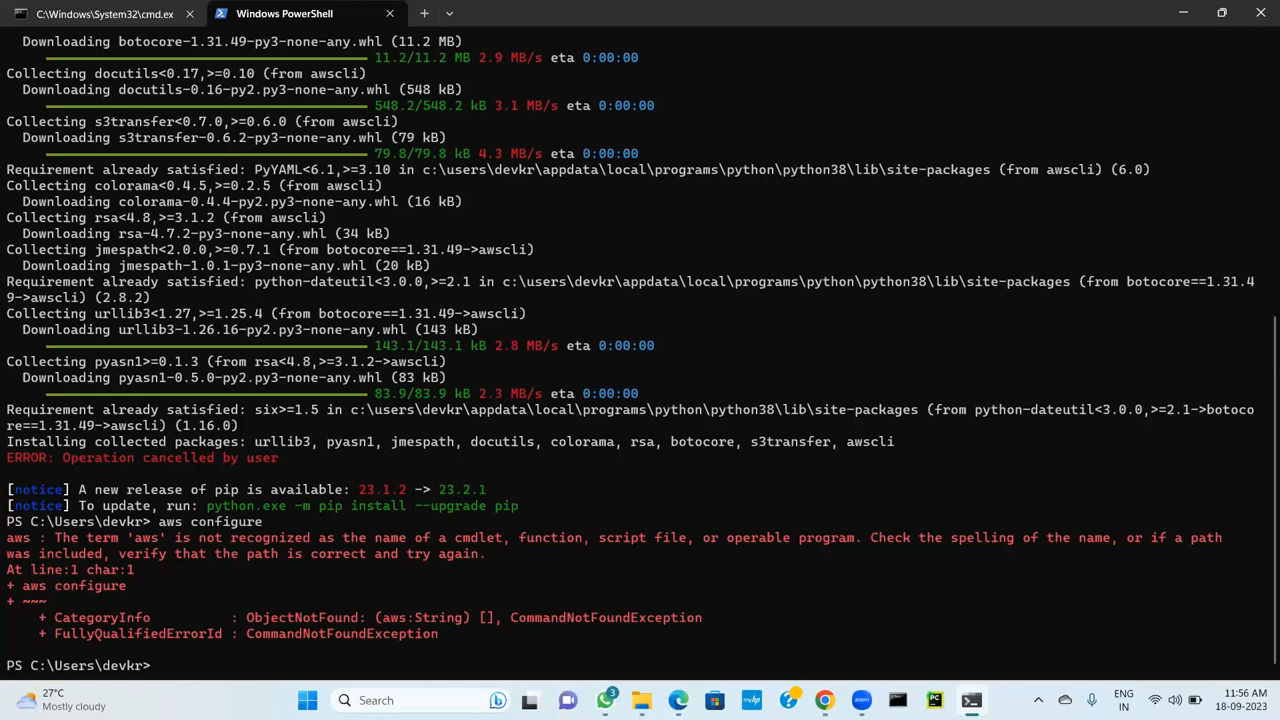 C:\Windows\System32\cmd.ex
Windows PowerShell
Downloading botocore-1.31.49-py3-none-any.whl (11.2 MB)
11.2/11.2 MB 2.9 MB/s eta 0:00:00
Collecting docutils<0.17,>=0.10 (from awscli)
Downloading docutils-0.16-py2.py3-none-any.whl (548 kB)
548.2/548.2 kB 3.1 MB/s eta 0:00:00
Collecting s3transfer<0.7.0,>=0.6.0 (from awscli)
Downloading s3transfer-0.6.2-py3-none-any.whl (79 kB)
79.8/79.8 kB 4.3 MB/s eta 0:00:00
Requirement already satisfied: PyYAML<6.1,>=3.10 in c:\users\devkr\appdata\local\programs\python\python38\lib\site-packages (from awscli) (6.0)
Collecting colorama<0.4.5,>=0.2.5 (from awscli)
Downloading colorama-0.4.4-py2.py3-none-any.whl (16 kB)
Collecting rsa<4.8,>=3.1.2 (from awscli)
Downloading rsa-4.7.2-py3-none-any.whl (34 kB)
Collecting jmespath<2.0.0,>=0.7.1 (from botocore==1.31.49->awscli)
Downloading jmespath-1.0.1-py3-none-any.whl (20 kB)
Requirement already satisfied: python-dateutil<3.0.0,>=2.1 in c:\users\devkr\appdata\local\programs\python\python38\lib\site-packages (from botocore==1.31.4
9->awscli) (2.8.2)
Collecting urllib3<1.27,>=1.25.4 (from botocore==1.31.49->awscli)
Downloading urllib3-1.26.16-py2.py3-none-any.whl (143 kB)
143.1/143.1 kB 2.8 MB/s eta 0:00:00
Collecting pyasn1>=0.1.3 (from rsa<4.8,>=3.1.2->awscli)
Downloading pyasn1-0.5.0-py2.py3-none-any.whl (83 kB)
83.9/83.9 kB 2.3 MB/s eta 0:00:00
Requirement already satisfied: six>=1.5 in c:\users\devkr\appdata\local\programs\python\python38\lib\site-packages (from python-dateutil<3.0.0,>=2.1->botoco
re==1.31.49->awscli) (1.16.0)
Installing collected packages: urllib3, pyasn1, jmespath, docutils, colorama, rsa, botocore, s3transfer, awscli
ERROR: Operation cancelled by user
[notice] A new release of pip is available: 23.1.2 -> 23.2.1
[notice] To update, run: python.exe -m pip install --upgrade pip
PS C:\Users\devkr> aws configure
aws : The term 'aws' is not recognized as the name of a cmdlet, function, script file, or operable program. Check the spelling of the name, or if a path
was included, verify that the path is correct and try again.
At line:1 char:1
+ aws configure
+ ~~~
+ CategoryInfo : ObjectNotFound: (aws:String) [], CommandNotFoundException
+ FullyQualifiedErrorId : CommandNotFoundException
PS C:\Users\devkr>
27°C
Mostly cloudy
Search
3
zoom
PC
ENG
IN
11:56 AM
18-09-2023